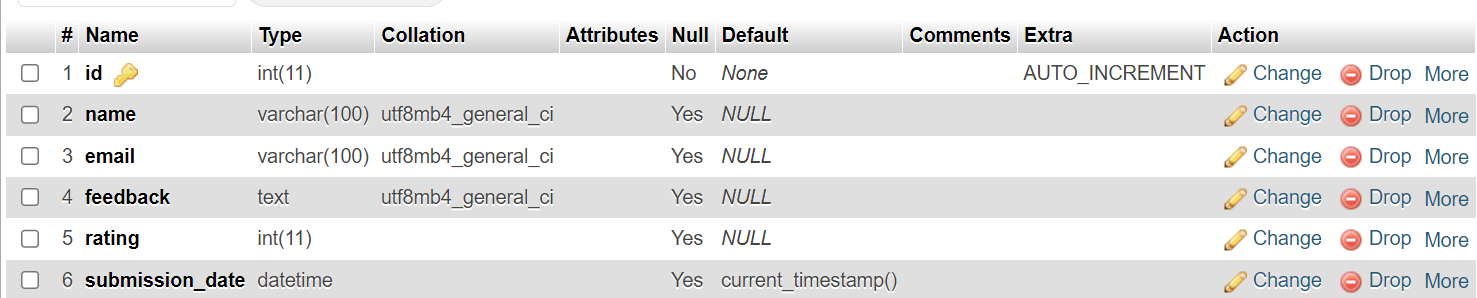 # Name Type Collation Attributes Null Default Comments Extra Action
1 id int(11) No None AUTO_INCREMENT Change Drop More
2 name varchar(100) utf8mb4_general_ci Yes NULL Change Drop More
3 email varchar(100) utf8mb4_general_ci Yes NULL Change Drop More
4 feedback text utf8mb4_general_ci Yes NULL Change Drop More
5 rating int(11) Yes NULL Change Drop More
6 submission_date datetime Yes current_timestamp() Change Drop More